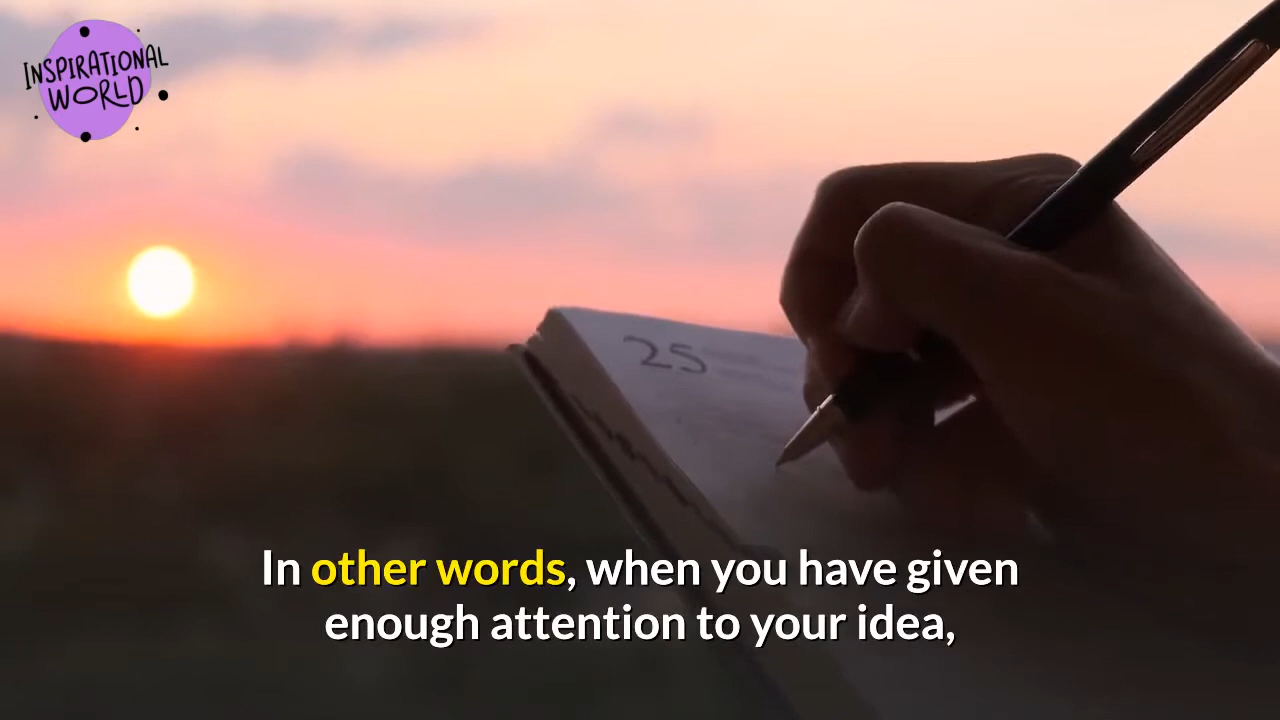 INSPIRATIONAL
WORLD
25
In other words, when you have given
enough attention to your idea,